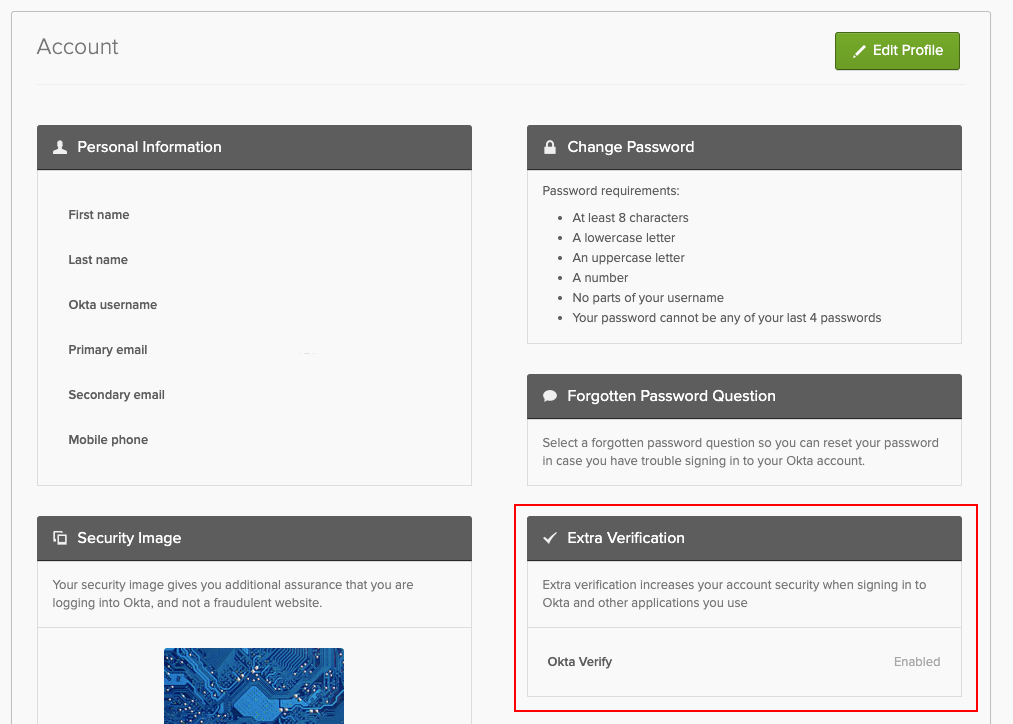 Account
Edit Profile
Personal Information
First name
Last name
Okta username
Primary email
Secondary email
Mobile phone
Change Password
Password requirements:
At least 8 characters
A lowercase letter
An uppercase letter
A number
No parts of your username
Your password cannot be any of your last 4 passwords
Forgotten Password Question
Select a forgotten password question so you can reset your password
in case you have trouble signing in to your Okta account.
Security Image
Your security image gives you additional assurance that you are
logging into Okta, and not a fraudulent website.
Extra Verification
Extra verification increases your account security when signing in to
Okta and other applications you use
Okta Verify
Enabled